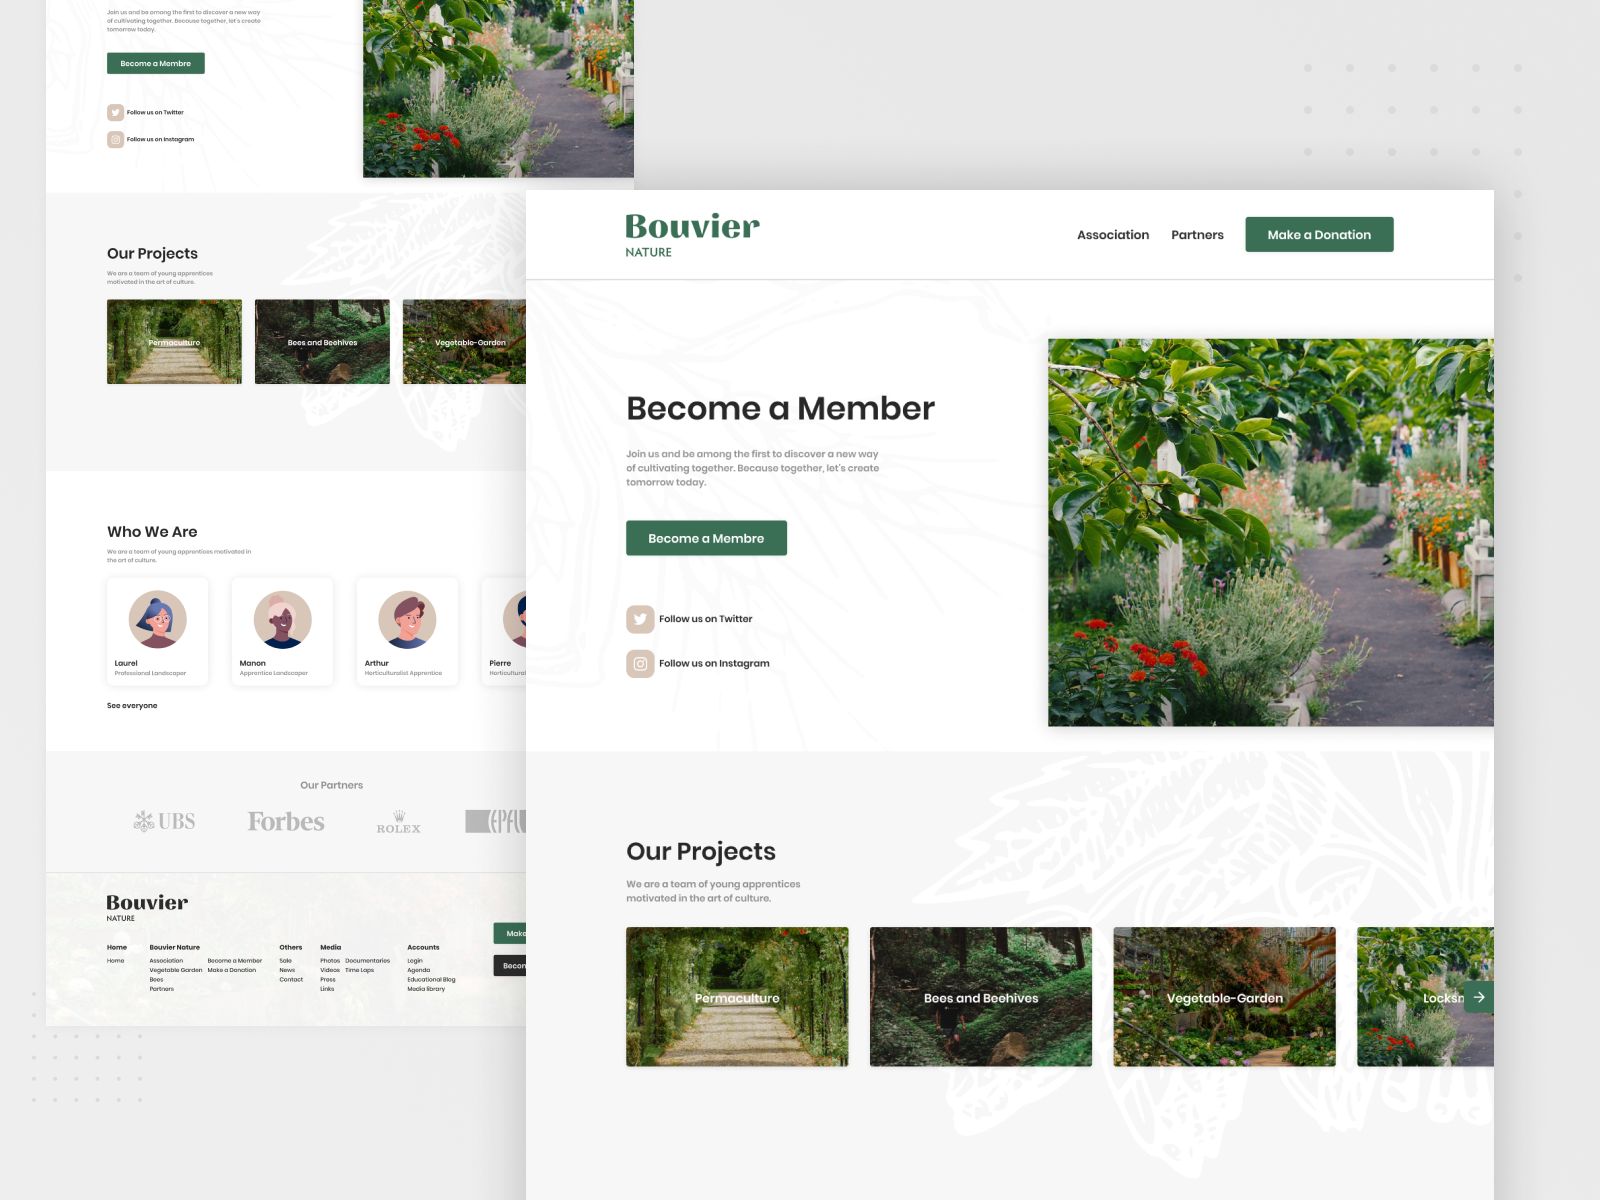 Join us and be among the first to discover a new way
of cultivating together. Because together, let's create
tomorrow today.
Become a Membre
Follow us on Twitter
Follow us on Instagram
Our Projects
We are a team of young apprentices
motivated in the art of culture.
Permaculture
Bees and Beehives
Vegetable-Garden
Who We Are
We are a team of young apprentices motivated in
the art of culture.
Laurel
Professional Landscaper
Manon
Apprentice Landscaper
Arthur
Horticulturalist Apprentice
Pierre
Horticultural
See everyone
Our Partners
UBS
Forbes
ROLEX
EPFL
Bouvier
NATURE
Home
Home
Bouvier Nature
Association
Vegetable Garden
Bees
Partners
Become a Member
Make a Donation
Others
Sale
News
Contact
Media
Photos
Videos
Press
Links
Documentaries
Time Laps
Accounts
Login
Agenda
Educational Blog
Media library
Make
Becon
Bouvier
NATURE
Association
Partners
Make a Donation
Become a Member
Join us and be among the first to discover a new way
of cultivating together. Because together, let's create
tomorrow today.
Become a Membre
Follow us on Twitter
Follow us on Instagram
Our Projects
We are a team of young apprentices
motivated in the art of culture.
Permaculture
Bees and Beehives
Vegetable-Garden
Locksn